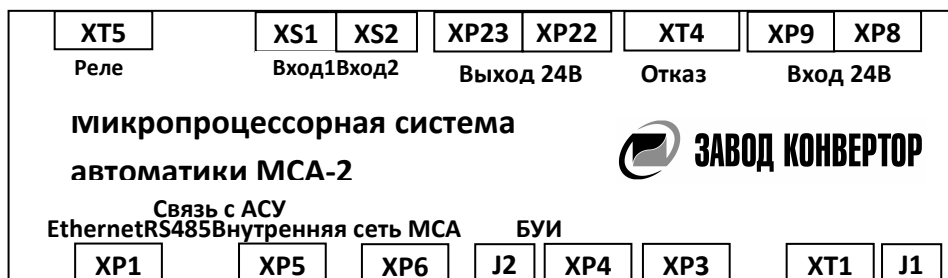 XT5 XS1 XS2 XP23 XP22 XT4 XP9 XP8
Реле Вход1Вход2 Выход 24В Отказ Вход 24В
Микропроцессорная система
автоматики МСА-2
ЗАВОД КОНВЕРТОР
Связь с АСУ
EthernetRS485Внутренняя сеть МСА БУИ
XP1 XP5 XP6 J2 XP4 XP3 XT1 J1